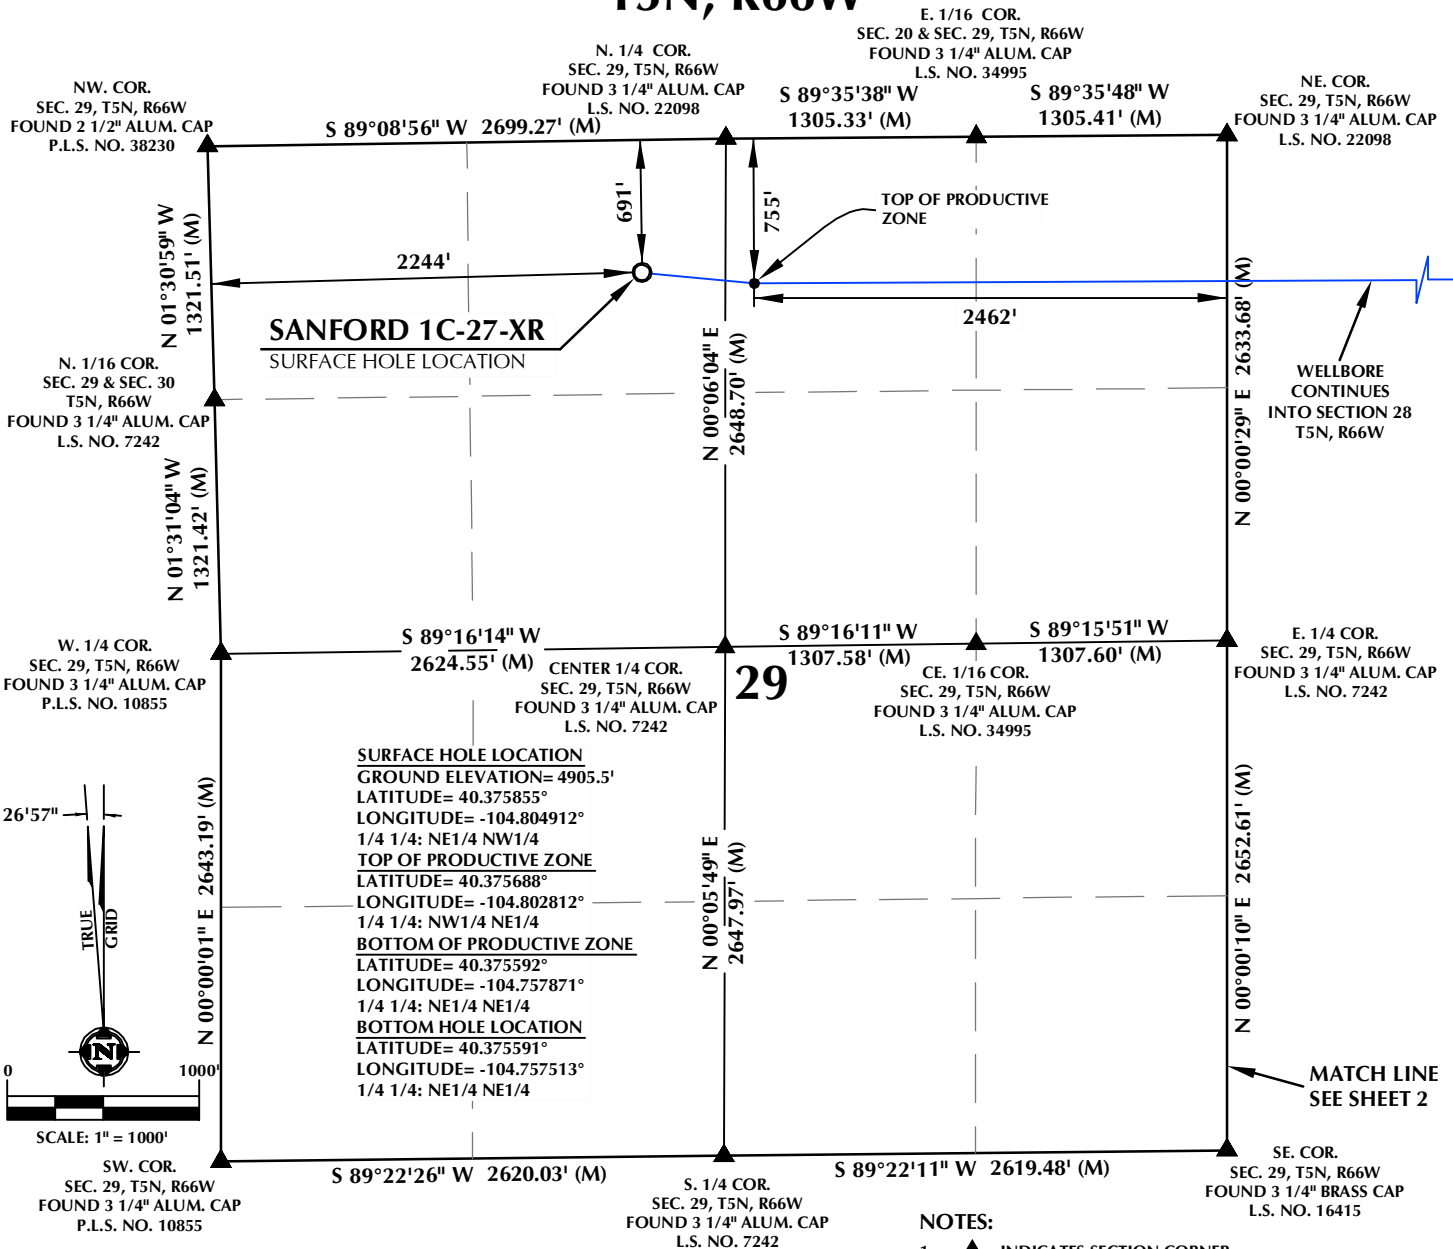 T5N, R66W
E. 1/16 COR.
SEC. 20 & SEC. 29, T5N, R66W
FOUND 3 1/4" ALUM. CAP
L.S. NO. 34995
N. 1/4 COR.
SEC. 29, T5N, R66W
FOUND 3 1/4" ALUM. CAP
L.S. NO. 22098
NW. COR.
SEC. 29, T5N, R66W
FOUND 2 1/2" ALUM. CAP
P.L.S. NO. 38230
NE. COR.
SEC. 29, T5N, R66W
FOUND 3 1/4" ALUM. CAP
L.S. NO. 22098
S 89°08'56" W 2699.27' (M)
S 89°35'38" W
1305.33' (M)
S 89°35'48" W
1305.41' (M)
691'
755'
TOP OF PRODUCTIVE
ZONE
N 01°30'59" W
1321.51' (M)
2244'
2462'
SANFORD 1C-27-XR
SURFACE HOLE LOCATION
N 00°06'04" E
2648.70' (M)
N 00°00'29" E 2633.68' (M)
WELLBORE
CONTINUES
INTO SECTION 28
T5N, R66W
N. 1/16 COR.
SEC. 29 & SEC. 30
T5N, R66W
FOUND 3 1/4" ALUM. CAP
L.S. NO. 7242
N 01°31'04" W
1321.42' (M)
W. 1/4 COR.
SEC. 29, T5N, R66W
FOUND 3 1/4" ALUM. CAP
P.L.S. NO. 10855
S 89°16'14" W
2624.55' (M)
S 89°16'11" W
1307.58' (M)
S 89°15'51" W
1307.60' (M)
CENTER 1/4 COR.
SEC. 29, T5N, R66W
FOUND 3 1/4" ALUM. CAP
L.S. NO. 7242
29
CE. 1/16 COR.
SEC. 29, T5N, R66W
FOUND 3 1/4" ALUM. CAP
L.S. NO. 34995
E. 1/4 COR.
SEC. 29, T5N, R66W
FOUND 3 1/4" ALUM. CAP
L.S. NO. 7242
SURFACE HOLE LOCATION
GROUND ELEVATION= 4905.5'
LATITUDE= 40.375855°
LONGITUDE= -104.804912°
1/4 1/4: NE1/4 NW1/4
TOP OF PRODUCTIVE ZONE
LATITUDE= 40.375688°
LONGITUDE= -104.802812°
1/4 1/4: NW1/4 NE1/4
BOTTOM OF PRODUCTIVE ZONE
LATITUDE= 40.375592°
LONGITUDE= -104.757871°
1/4 1/4: NE1/4 NE1/4
BOTTOM HOLE LOCATION
LATITUDE= 40.375591°
LONGITUDE= -104.757513°
1/4 1/4: NE1/4 NE1/4
N 00°00'01" E 2643.19' (M)
N 00°05'49" E
2647.97' (M)
N 00°00'10" E 2652.61' (M)
26'57"
TRUE
GRID
N
0 1000'
SCALE: 1" = 1000'
MATCH LINE
SEE SHEET 2
SW. COR.
SEC. 29, T5N, R66W
FOUND 3 1/4" ALUM. CAP
P.L.S. NO. 10855
S 89°22'26" W 2620.03' (M)
S 89°22'11" W 2619.48' (M)
S. 1/4 COR.
SEC. 29, T5N, R66W
FOUND 3 1/4" ALUM. CAP
L.S. NO. 7242
SE. COR.
SEC. 29, T5N, R66W
FOUND 3 1/4" BRASS CAP
L.S. NO. 16415
NOTES:
INDICATES SECTION CORNER